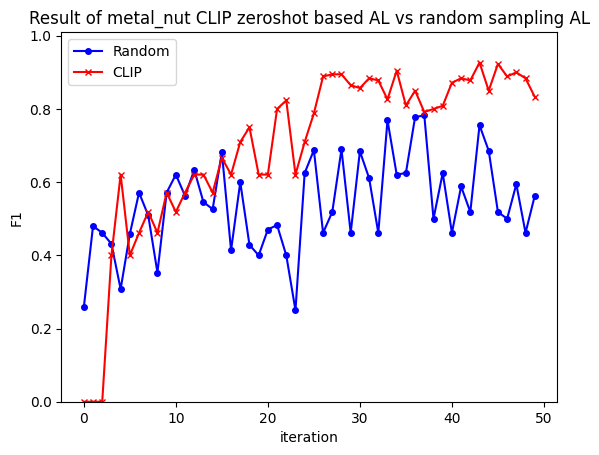 Result of metal_nut CLIP zeroshot based AL vs random sampling AL
Random
CLIP
1.0
0.8
0.6
0.4
0.2
0.0
F1
0 10 20 30 40 50
iteration